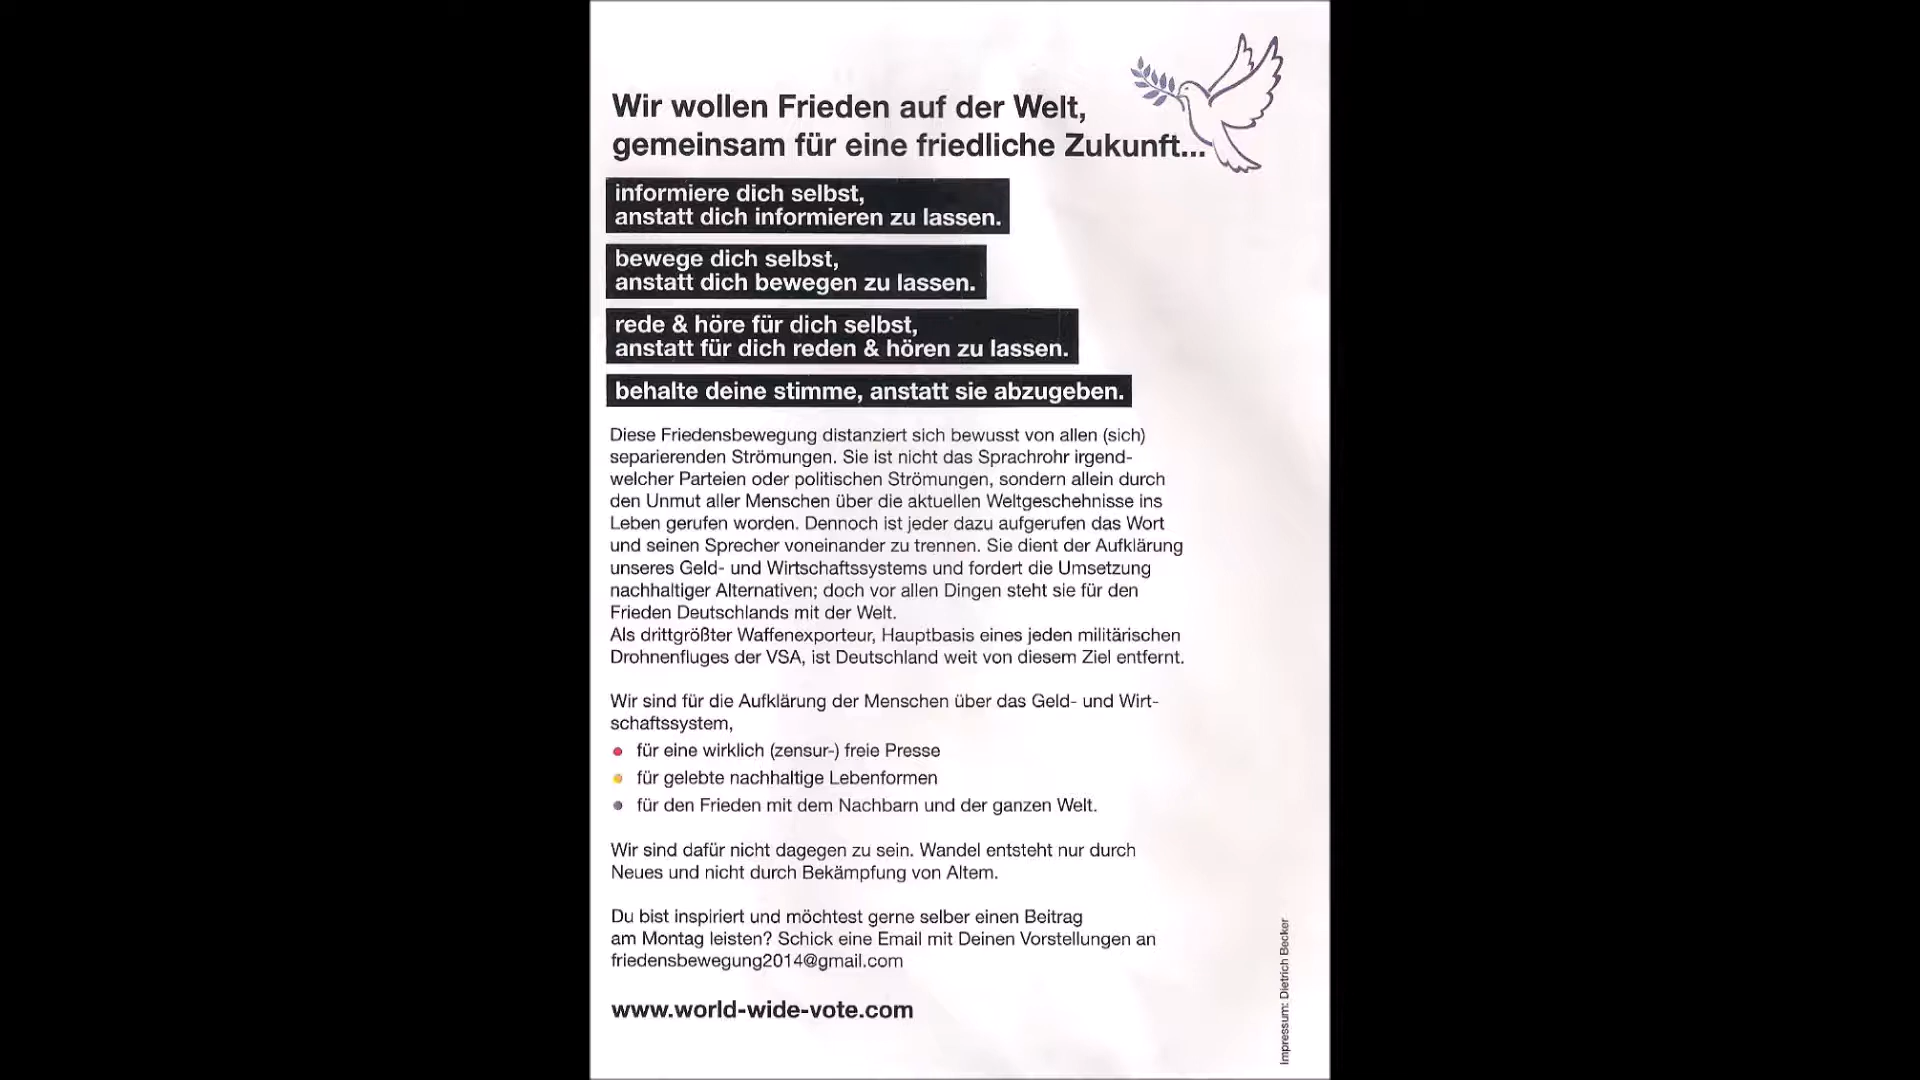 Wir wollen Frieden auf der Welt,
gemeinsam für eine friedliche Zukunft...
informiere dich selbst,
anstatt dich informieren zu lassen.
bewege dich selbst,
anstatt dich bewegen zu lassen.
rede & höre für dich selbst,
anstatt für dich reden & hören zu lassen.
behalte deine stimme, anstatt sie abzugeben.
Diese Friedensbewegung distanziert sich bewusst von allen (sich)
separierenden Strömungen. Sie ist nicht das Sprachrohr irgend-
welcher Parteien oder politischen Strömungen, sondern allein durch
den Unmut aller Menschen über die aktuellen Weltgeschehnisse ins
Leben gerufen worden. Dennoch ist jeder dazu aufgerufen das Wort
und seinen Sprecher voneinander zu trennen. Sie dient der Aufklärung
unseres Geld- und Wirtschaftssystems und fordert die Umsetzung
nachhaltiger Alternativen; doch vor allen Dingen steht sie für den
Frieden Deutschlands mit der Welt.
Als drittgrößter Waffenexporteur, Hauptbasis eines jeden militärischen
Drohnenfluges der VSA, ist Deutschland weit von diesem Ziel entfernt.
Wir sind für die Aufklärung der Menschen über das Geld- und Wirt-
schaftssystem,
• für eine wirklich (zensur-) freie Presse
• für gelebte nachhaltige Lebenformen
• für den Frieden mit dem Nachbarn und der ganzen Welt.
Wir sind dafür nicht dagegen zu sein. Wandel entsteht nur durch
Neues und nicht durch Bekämpfung von Altem.
Du bist inspiriert und möchtest gerne selber einen Beitrag
am Montag leisten? Schick eine Email mit Deinen Vorstellungen an
friedensbewegung2014@gmail.com
www.world-wide-vote.com
Impressum: Dietrich Becker